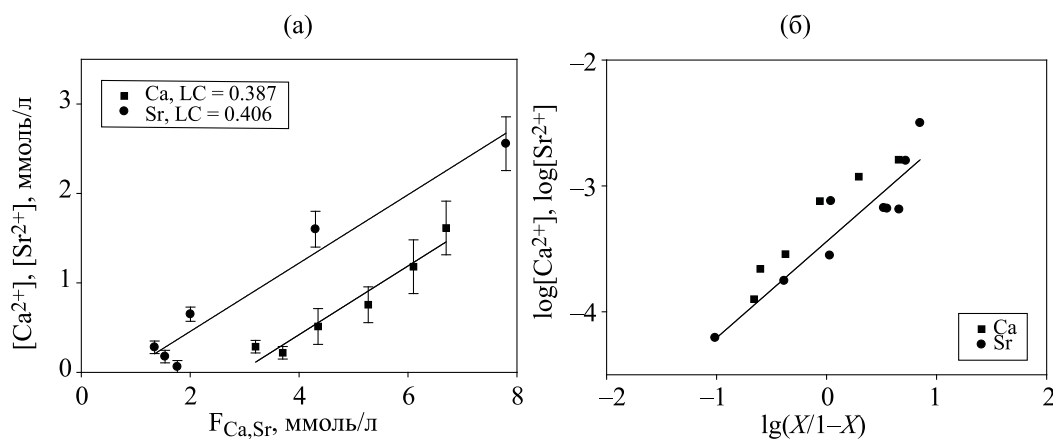 (а)
[Ca²⁺], [Sr²⁺], ммоль/л
3
2
1
0
Ca, LC = 0.387
Sr, LC = 0.406
0 2 4 6 8
F_Ca,Sr, ммоль/л
(б)
log[Ca²⁺], log[Sr²⁺]
–2
–3
–4
Ca
Sr
–2 –1 0 1 2
lg(X/1–X)